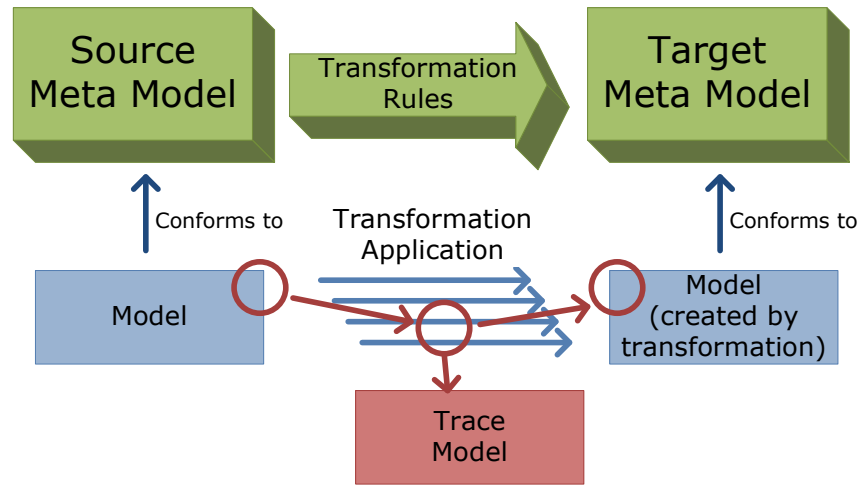 Source
Meta Model
Transformation
Rules
Target
Meta Model
Conforms to
Transformation
Application
Conforms to
Model
Model
(created by
transformation)
Trace
Model